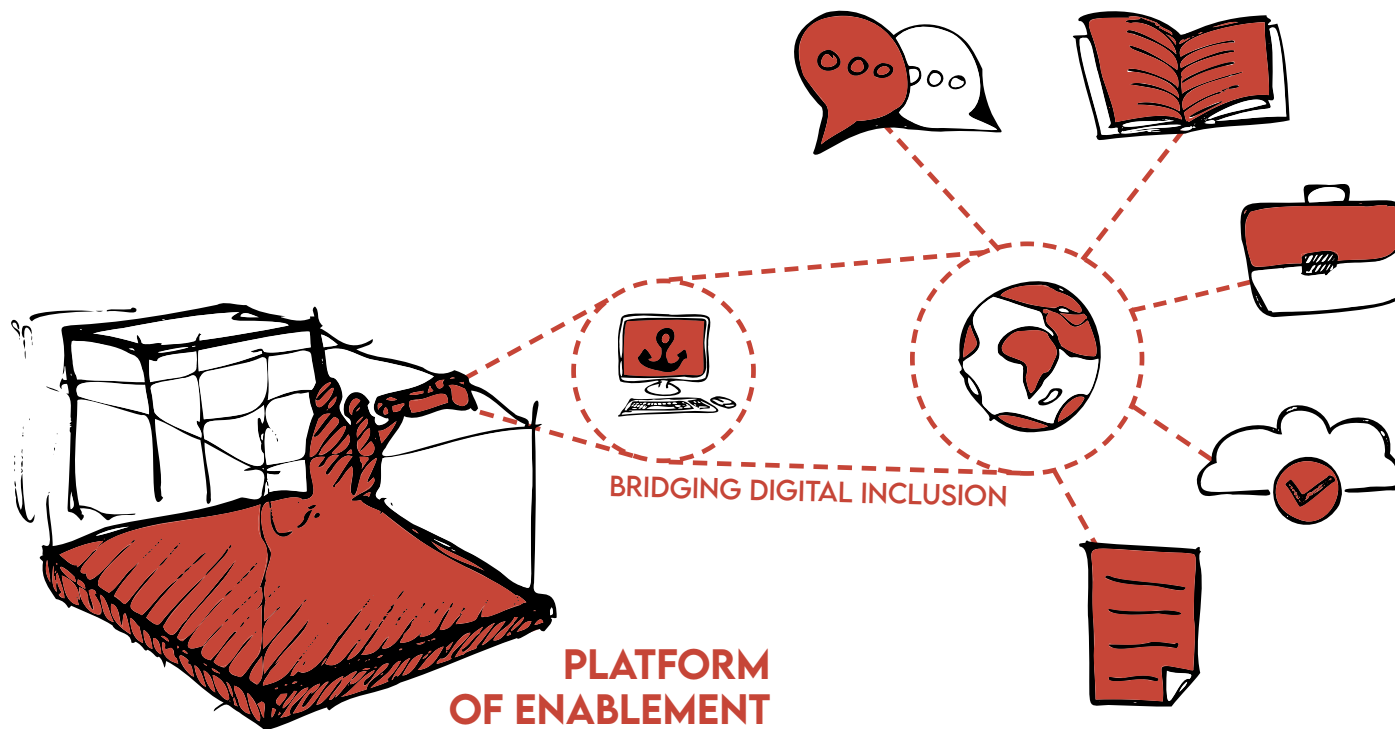 BRIDGING DIGITAL INCLUSION
PLATFORM
OF ENABLEMENT